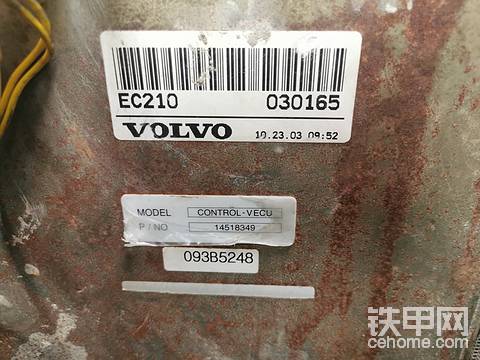 EC210 030165
VOLVO 10.23.03 09:52
MODEL CONTROL-VECU
P/NO 14518349
093B5248
铁甲网
cehome.com